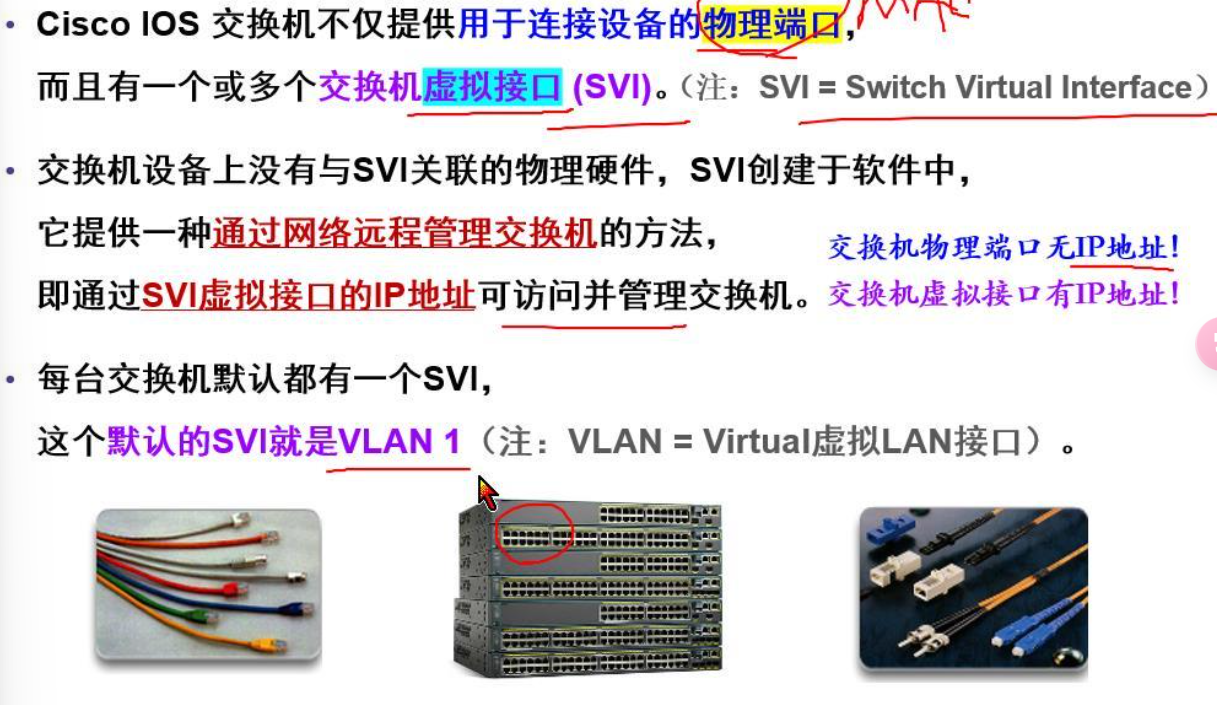 • Cisco IOS 交换机不仅提供用于连接设备的物理端口,
MAC
而且有一个或多个交换机虚拟接口 (SVI)。（注：SVI = Switch Virtual Interface）
• 交换机设备上没有与SVI关联的物理硬件，SVI创建于软件中，
它提供一种通过网络远程管理交换机的方法，
交换机物理端口无IP地址!
即通过SVI虚拟接口的IP地址可访问并管理交换机。
交换机虚拟接口有IP地址!
• 每台交换机默认都有一个SVI，
这个默认的SVI就是VLAN 1（注：VLAN = Virtual虚拟LAN接口）。